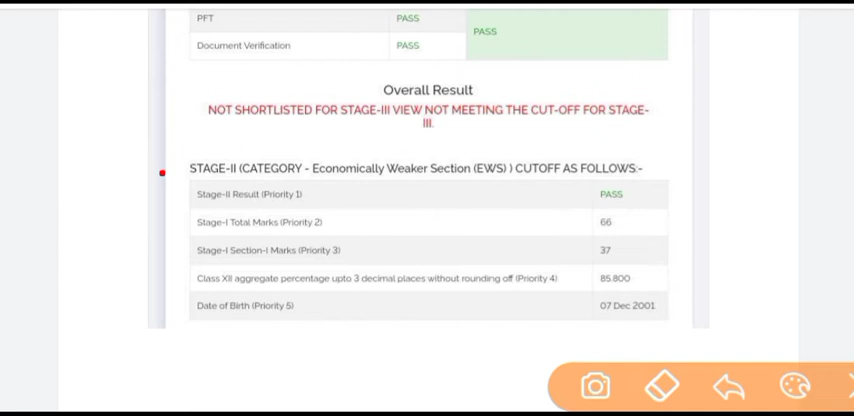 PFT PASS
PASS
Document Verification PASS
Overall Result
NOT SHORTLISTED FOR STAGE-III VIEW NOT MEETING THE CUT-OFF FOR STAGE-
III.
STAGE-II (CATEGORY - Economically Weaker Section (EWS) ) CUTOFF AS FOLLOWS:-
Stage-II Result (Priority 1) PASS
Stage-I Total Marks (Priority 2) 66
Stage-I Section-I Marks (Priority 3) 37
Class XII aggregate percentage upto 3 decimal places without rounding off (Priority 4) 85.800
Date of Birth (Priority 5) 07 Dec 2001